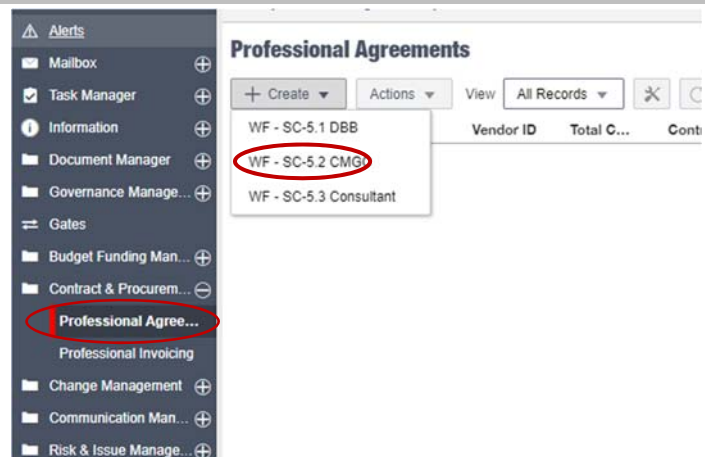 Alerts
Mailbox
Task Manager
Information
Document Manager
Governance Manage...
Gates
Budget Funding Man...
Contract & Procurem...
Professional Agree...
Professional Invoicing
Change Management
Communication Man...
Risk & Issue Manage...
Professional Agreements
+ Create Actions View All Records
Vendor ID Total C... Contr
WF - SC-5.1 DBB
WF - SC-5.2 CMGC
WF - SC-5.3 Consultant